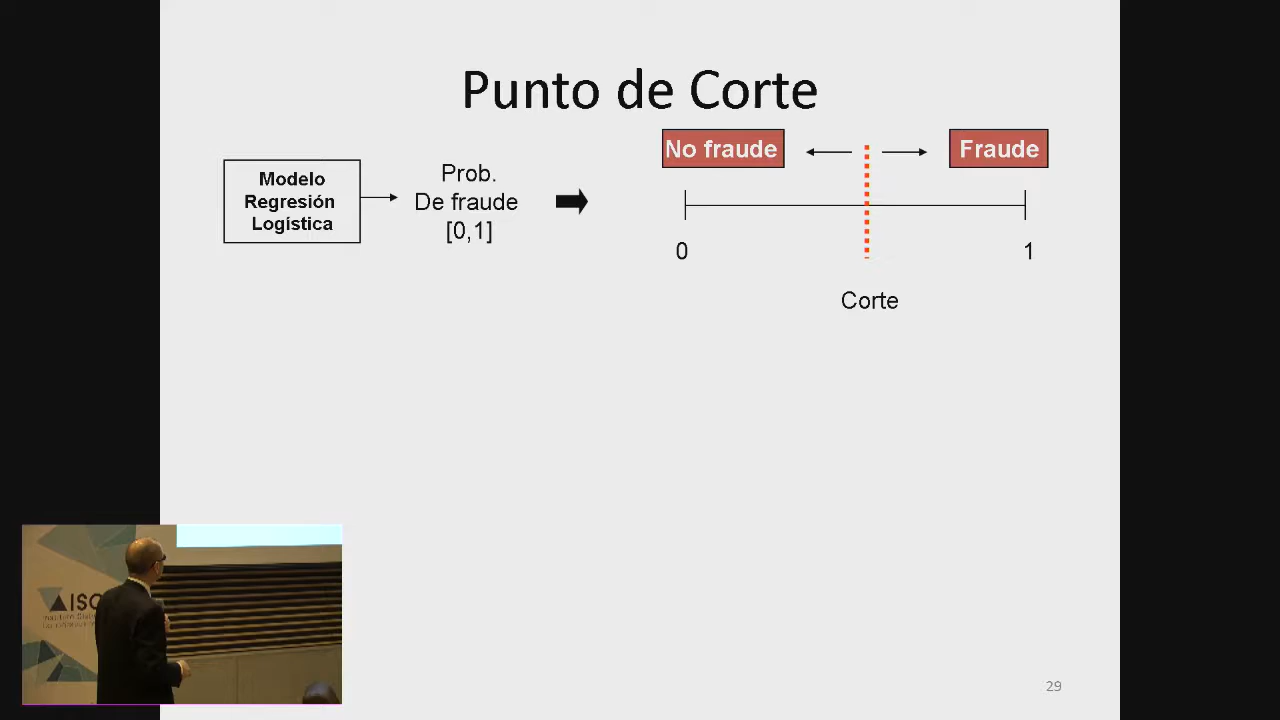 Punto de Corte
No fraude
Fraude
Modelo
Regresión
Logística
Prob.
De fraude
[0,1]
0
1
Corte
29